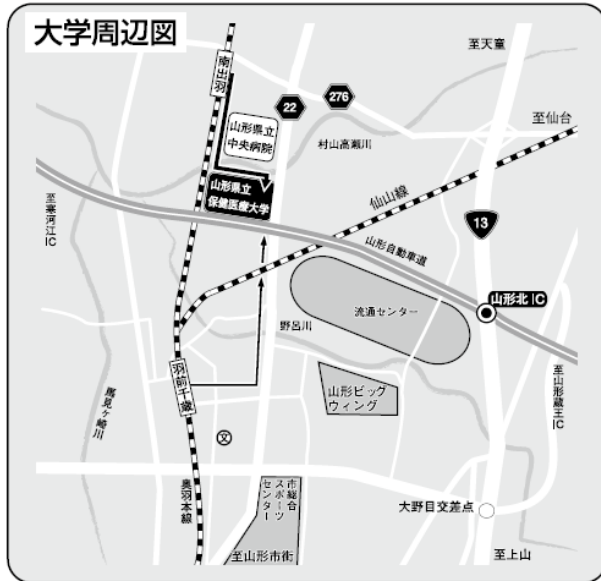 大学周辺図
至天童
南出羽
22
276
至仙台
山形県立
中央病院
村山高瀬川
山形県立
保健医療大学
仙山線
13
至寒河江IC
山形自動車道
山形北IC
流通センター
野呂川
羽前千歳
山形ビッグ
ウィング
至山形蔵王IC
馬見ヶ崎川
文
奥羽本線
市総合
スポーツ
センター
大野目交差点
至山形市街
至上山